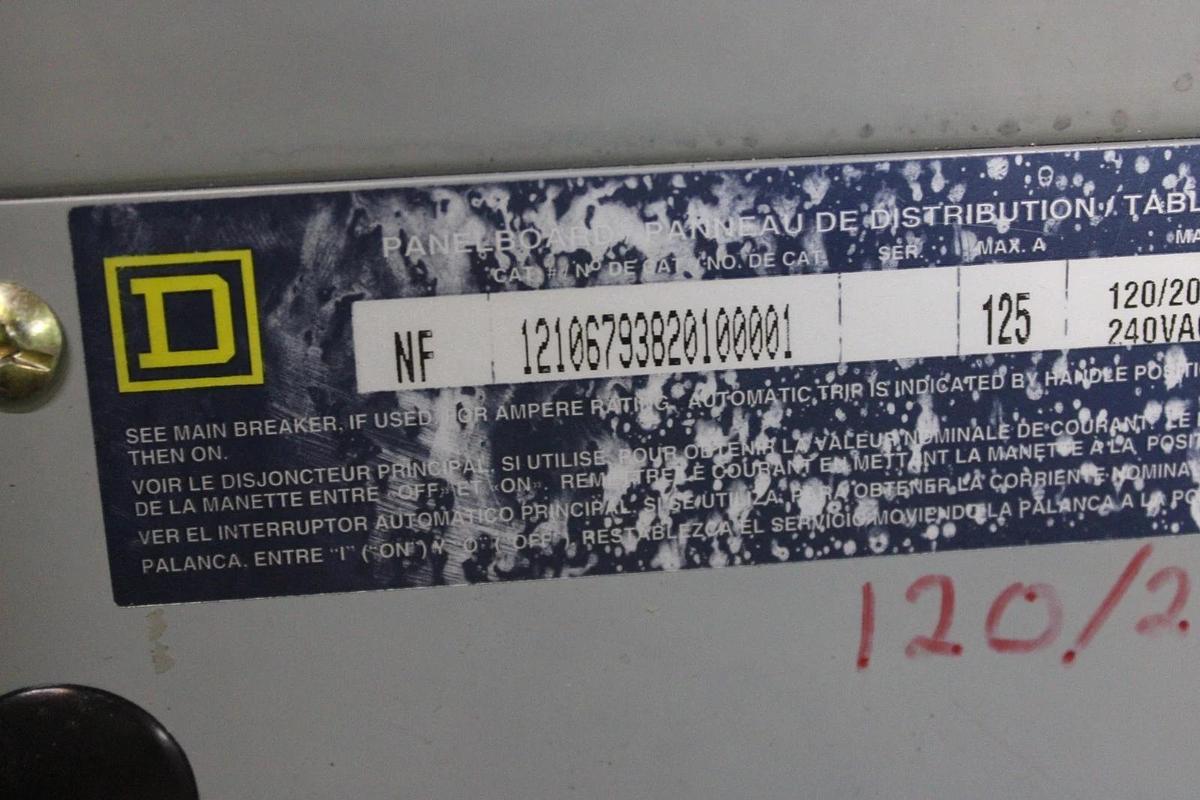 PANELBOARD / PANNEAU DE DISTRIBUTION / TABL
CAT. # / Nº DE CAT. / NO. DE CAT. SER. MAX. A MA
D
NF 12106793820100001 125 120/20
240VAC
SEE MAIN BREAKER, IF USED, FOR AMPERE RATING. AUTOMATIC TRIP IS INDICATED BY HANDLE POSITI
THEN ON.
VOIR LE DISJONCTEUR PRINCIPAL, SI UTILISE, POUR OBTENIR LA VALEUR NOMINALE DE COURANT. LE
DE LA MANETTE ENTRE «OFF» ET «ON». REMETTRE LE COURANT EN METTANT LA MANETTE À LA POSI
VER EL INTERRUPTOR AUTOMATICO PRINCIPAL, SI SE UTILIZA, PARA OBTENER LA CORRIENTE NOMINA
PALANCA, ENTRE "I" ("ON") Y "O" ("OFF"). RESTABLEZCA EL SERVICIO MOVIENDO LA PALANCA A LA PO
120/2